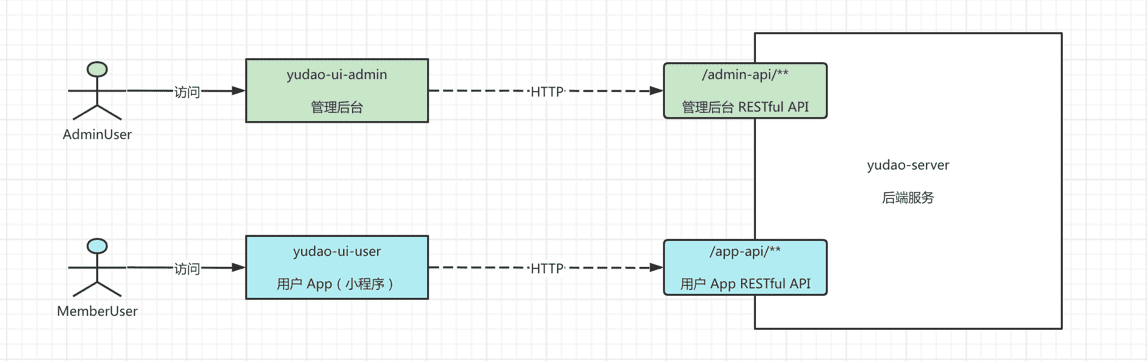 AdminUser
访问
yudao-ui-admin
管理后台
HTTP
/admin-api/**
管理后台 RESTful API
yudao-server
后端服务
MemberUser
访问
yudao-ui-user
用户 App（小程序）
HTTP
/app-api/**
用户 App RESTful API